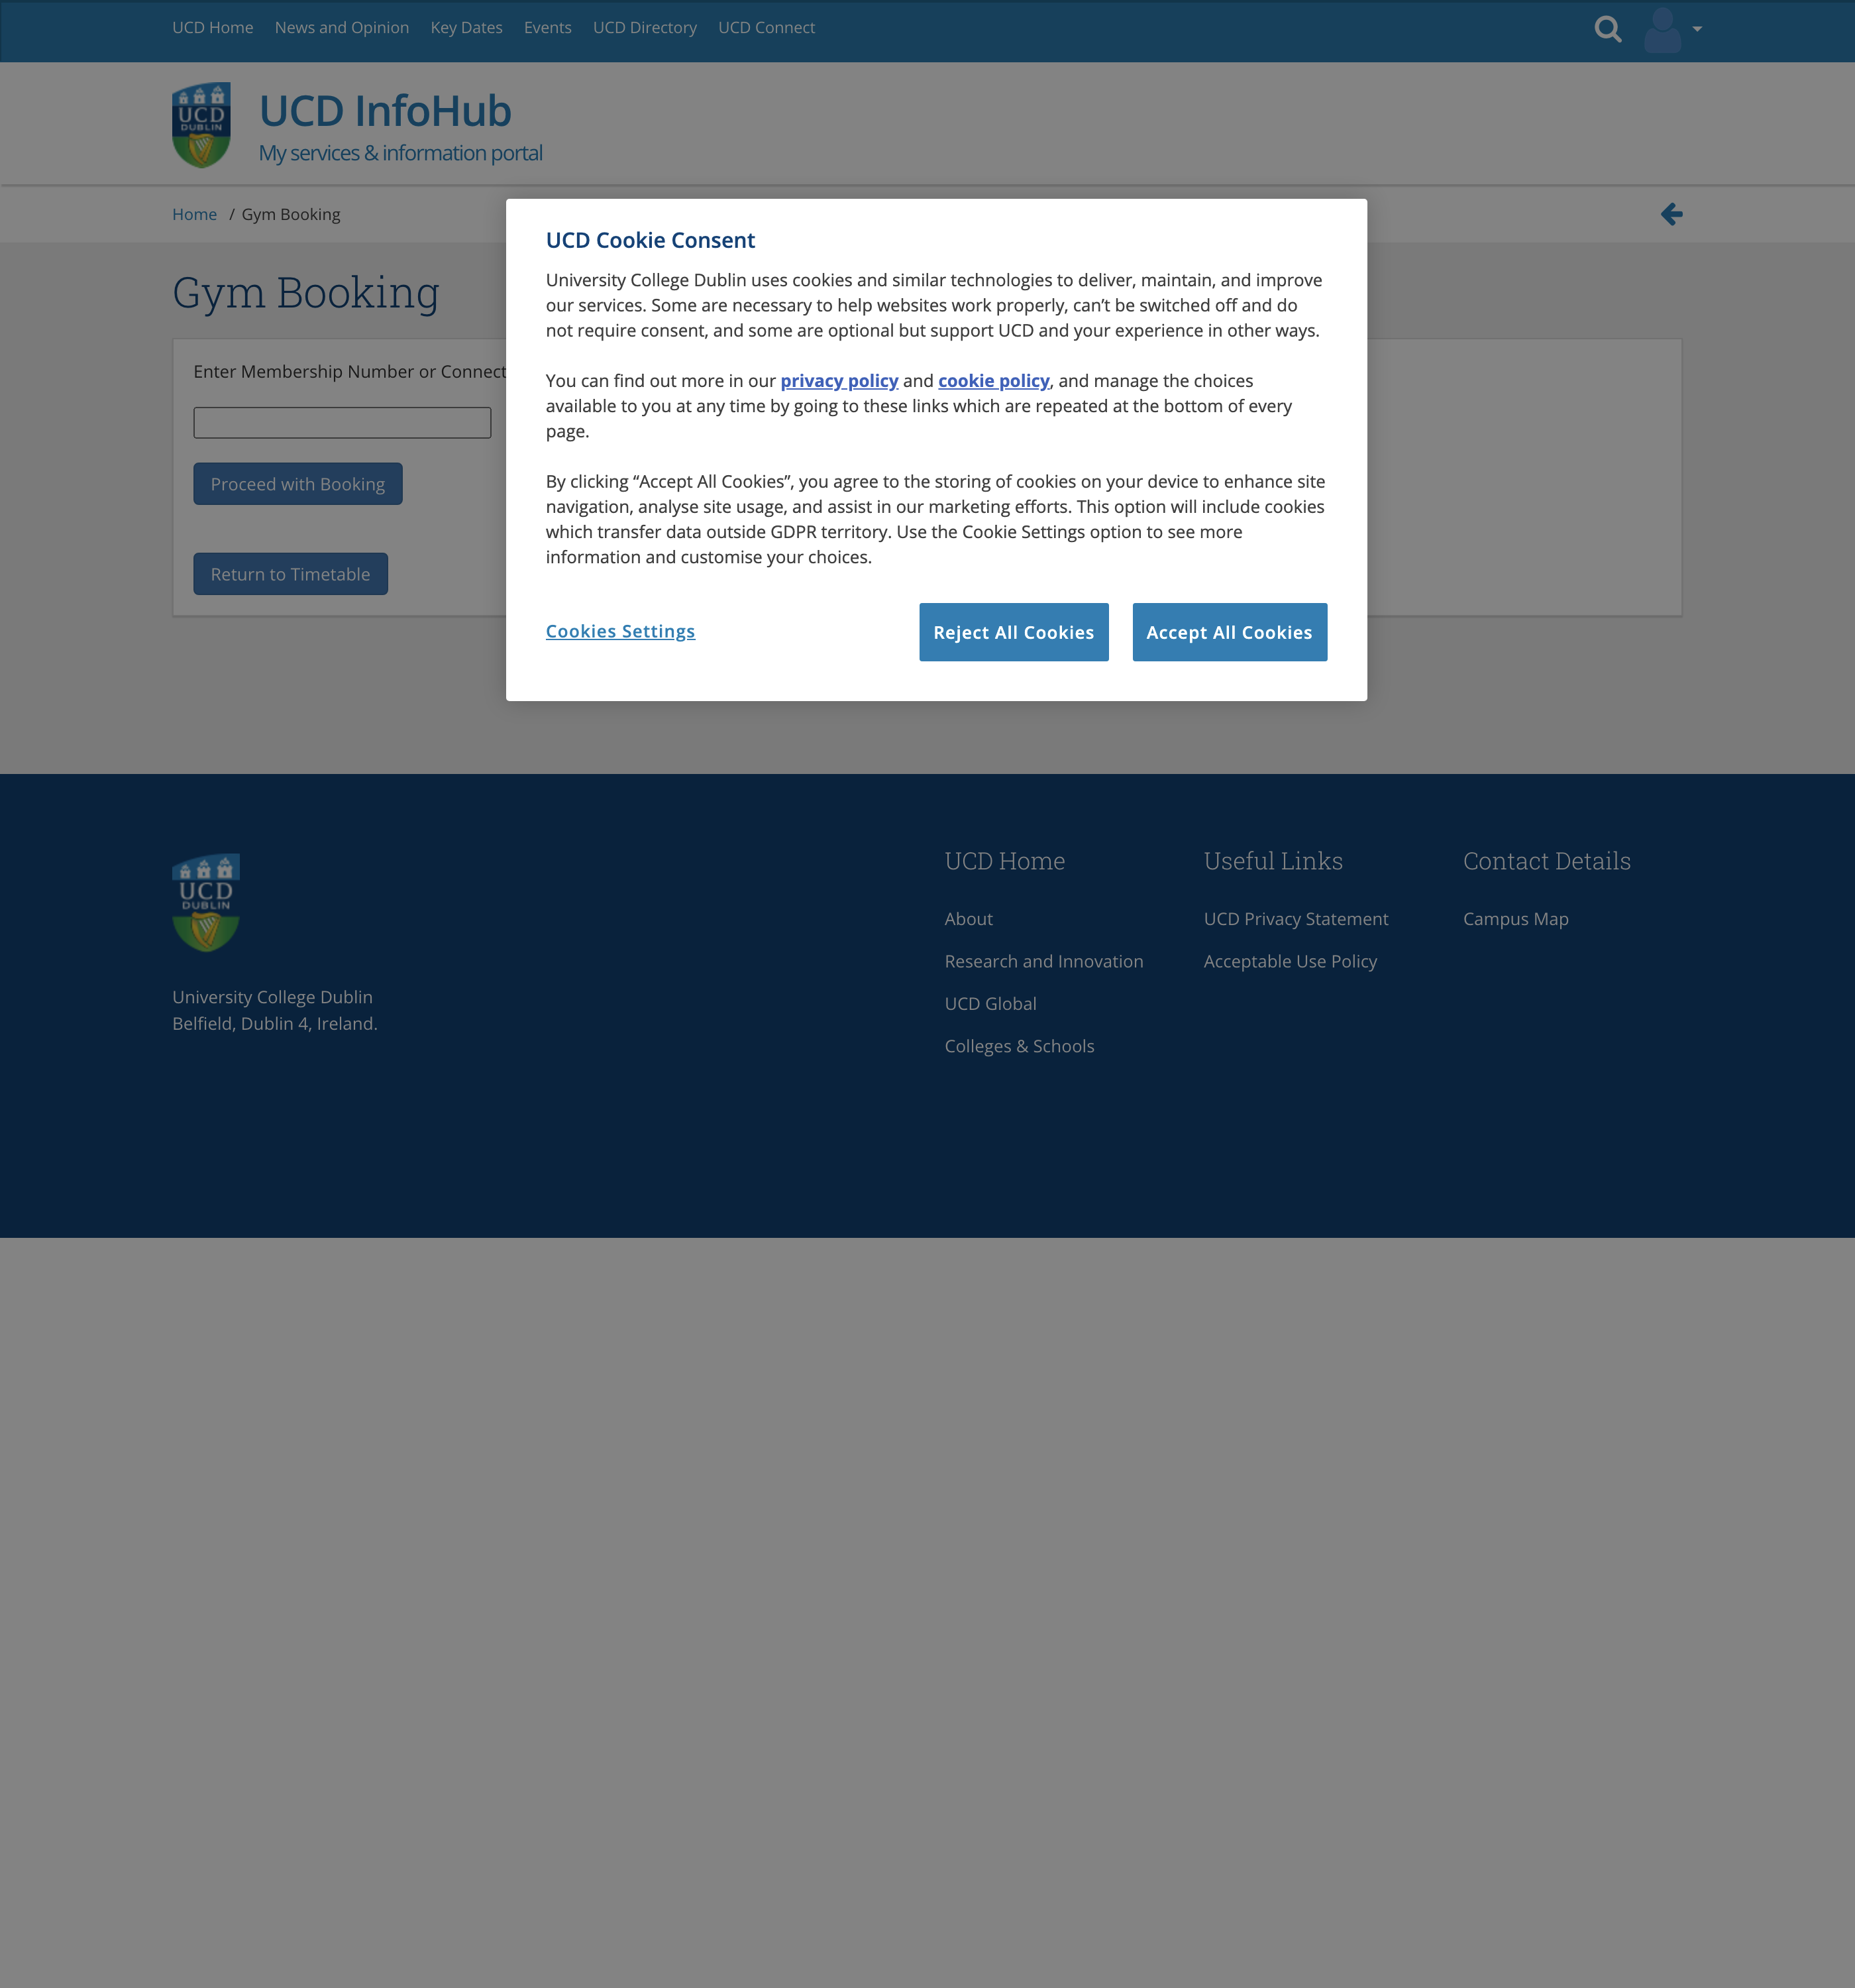 UCD Home News and Opinion Key Dates Events UCD Directory UCD Connect
UCD
DUBLIN
UCD InfoHub
My services & information portal
Home / Gym Booking
Gym Booking
Enter Membership Number or Connect
Proceed with Booking
Return to Timetable
UCD Cookie Consent
University College Dublin uses cookies and similar technologies to deliver, maintain, and improve
our services. Some are necessary to help websites work properly, can’t be switched off and do
not require consent, and some are optional but support UCD and your experience in other ways.
You can find out more in our privacy policy and cookie policy, and manage the choices
available to you at any time by going to these links which are repeated at the bottom of every
page.
By clicking “Accept All Cookies”, you agree to the storing of cookies on your device to enhance site
navigation, analyse site usage, and assist in our marketing efforts. This option will include cookies
which transfer data outside GDPR territory. Use the Cookie Settings option to see more
information and customise your choices.
Cookies Settings
Reject All Cookies
Accept All Cookies
UCD
DUBLIN
University College Dublin
Belfield, Dublin 4, Ireland.
UCD Home
About
Research and Innovation
UCD Global
Colleges & Schools
Useful Links
UCD Privacy Statement
Acceptable Use Policy
Contact Details
Campus Map